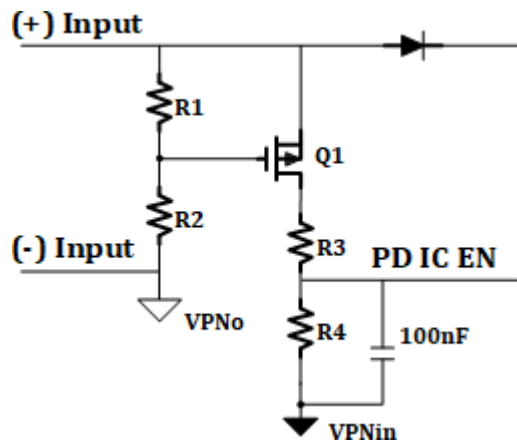 (+) Input
R1
Q1
R2
(-) Input
R3
PD IC EN
VPNo
R4
100nF
VPNin